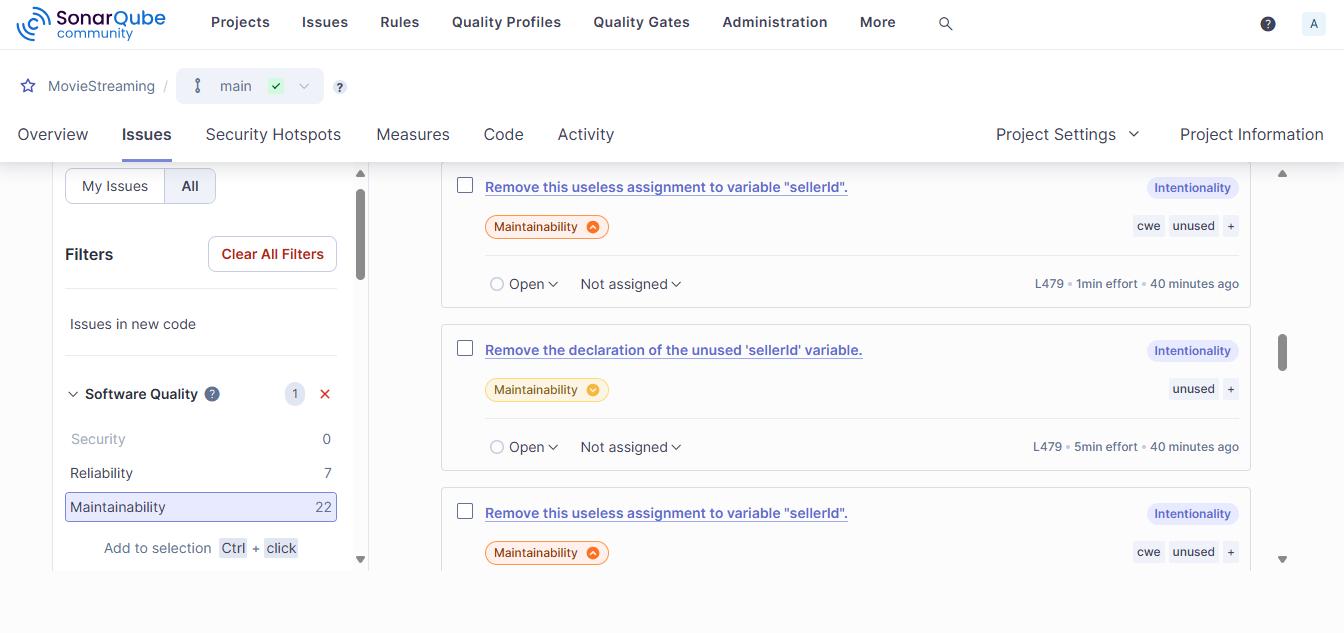 SonarQube community Projects Issues Rules Quality Profiles Quality Gates Administration More ? A
MovieStreaming / main ?
Overview Issues Security Hotspots Measures Code Activity Project Settings Project Information
My Issues All
Filters Clear All Filters
Issues in new code
Software Quality ? 1
Security 0
Reliability 7
Maintainability 22
Add to selection Ctrl + click
Remove this useless assignment to variable "sellerId". Intentionality
Maintainability cwe unused +
Open Not assigned L479 • 1min effort • 40 minutes ago
Remove the declaration of the unused 'sellerId' variable. Intentionality
Maintainability unused +
Open Not assigned L479 • 5min effort • 40 minutes ago
Remove this useless assignment to variable "sellerId". Intentionality
Maintainability cwe unused +